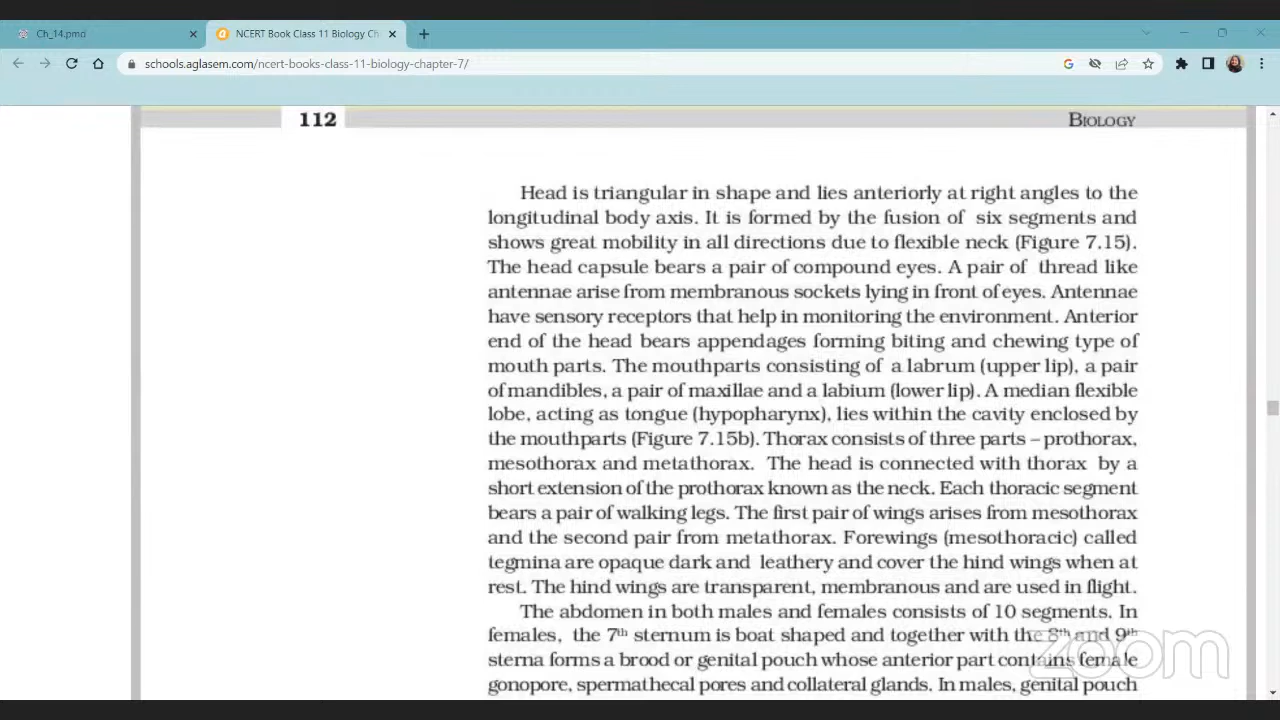 Ch_14.pmd
NCERT Book Class 11 Biology Ch
schools.aglasem.com/ncert-books-class-11-biology-chapter-7/
112 BIOLOGY
Head is triangular in shape and lies anteriorly at right angles to the
longitudinal body axis. It is formed by the fusion of six segments and
shows great mobility in all directions due to flexible neck (Figure 7.15).
The head capsule bears a pair of compound eyes. A pair of thread like
antennae arise from membranous sockets lying in front of eyes. Antennae
have sensory receptors that help in monitoring the environment. Anterior
end of the head bears appendages forming biting and chewing type of
mouth parts. The mouthparts consisting of a labrum (upper lip), a pair
of mandibles, a pair of maxillae and a labium (lower lip). A median flexible
lobe, acting as tongue (hypopharynx), lies within the cavity enclosed by
the mouthparts (Figure 7.15b). Thorax consists of three parts – prothorax,
mesothorax and metathorax. The head is connected with thorax by a
short extension of the prothorax known as the neck. Each thoracic segment
bears a pair of walking legs. The first pair of wings arises from mesothorax
and the second pair from metathorax. Forewings (mesothoracic) called
tegmina are opaque dark and leathery and cover the hind wings when at
rest. The hind wings are transparent, membranous and are used in flight.
The abdomen in both males and females consists of 10 segments. In
females, the 7th sternum is boat shaped and together with the 8th and 9th
sterna forms a brood or genital pouch whose anterior part contains female
gonopore, spermathecal pores and collateral glands. In males, genital pouch
zoom